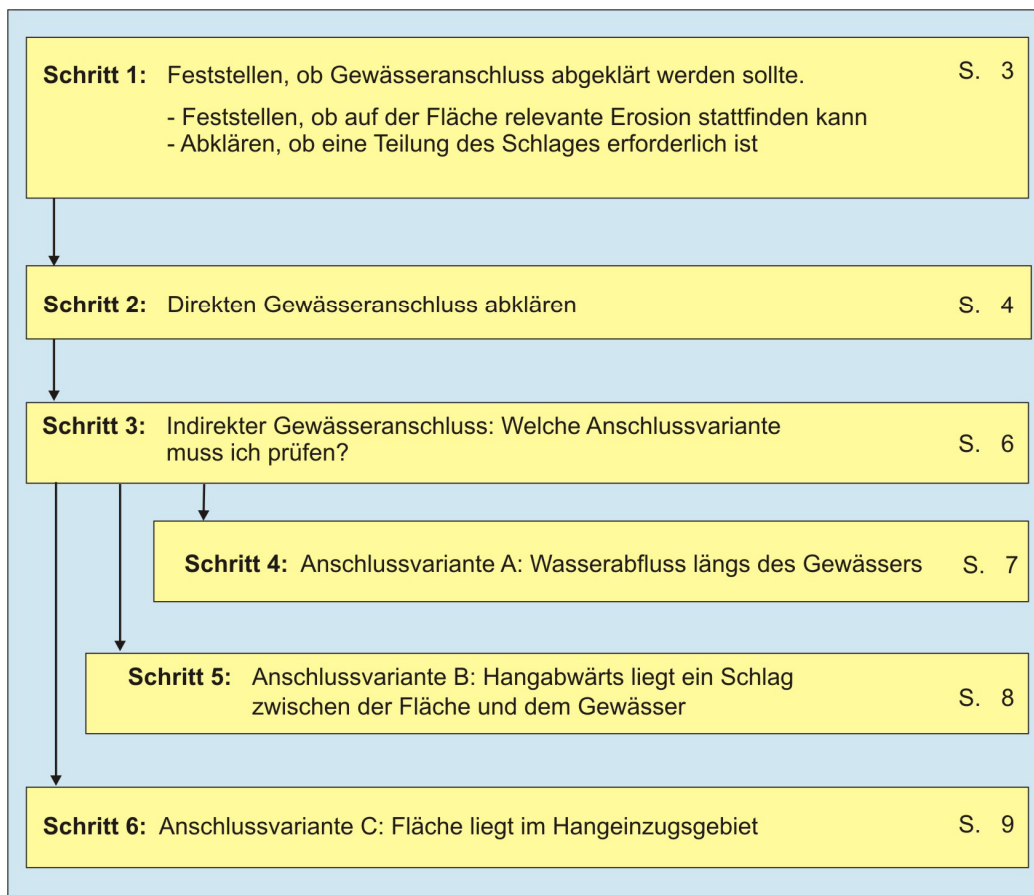 Schritt 1: Feststellen, ob Gewässeranschluss abgeklärt werden sollte. S. 3
- Feststellen, ob auf der Fläche relevante Erosion stattfinden kann
- Abklären, ob eine Teilung des Schlages erforderlich ist
Schritt 2: Direkten Gewässeranschluss abklären S. 4
Schritt 3: Indirekter Gewässeranschluss: Welche Anschlussvariante
muss ich prüfen? S. 6
Schritt 4: Anschlussvariante A: Wasserabfluss längs des Gewässers S. 7
Schritt 5: Anschlussvariante B: Hangabwärts liegt ein Schlag
zwischen der Fläche und dem Gewässer S. 8
Schritt 6: Anschlussvariante C: Fläche liegt im Hangeinzugsgebiet S. 9